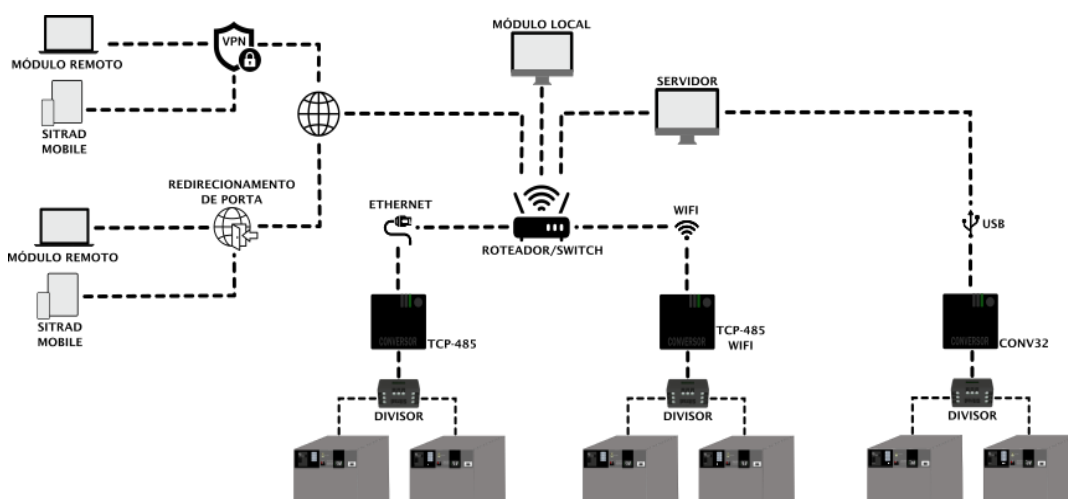 MÓDULO LOCAL
VPN
MÓDULO REMOTO
SERVIDOR
SITRAD
MOBILE
REDIRECIONAMENTO
DE PORTA
ETHERNET
WIFI
USB
ROTEADOR/SWITCH
MÓDULO REMOTO
SITRAD
MOBILE
CONVERSOR
TCP-485
CONVERSOR
TCP-485
WIFI
CONVERSOR
CONV32
DIVISOR
DIVISOR
DIVISOR